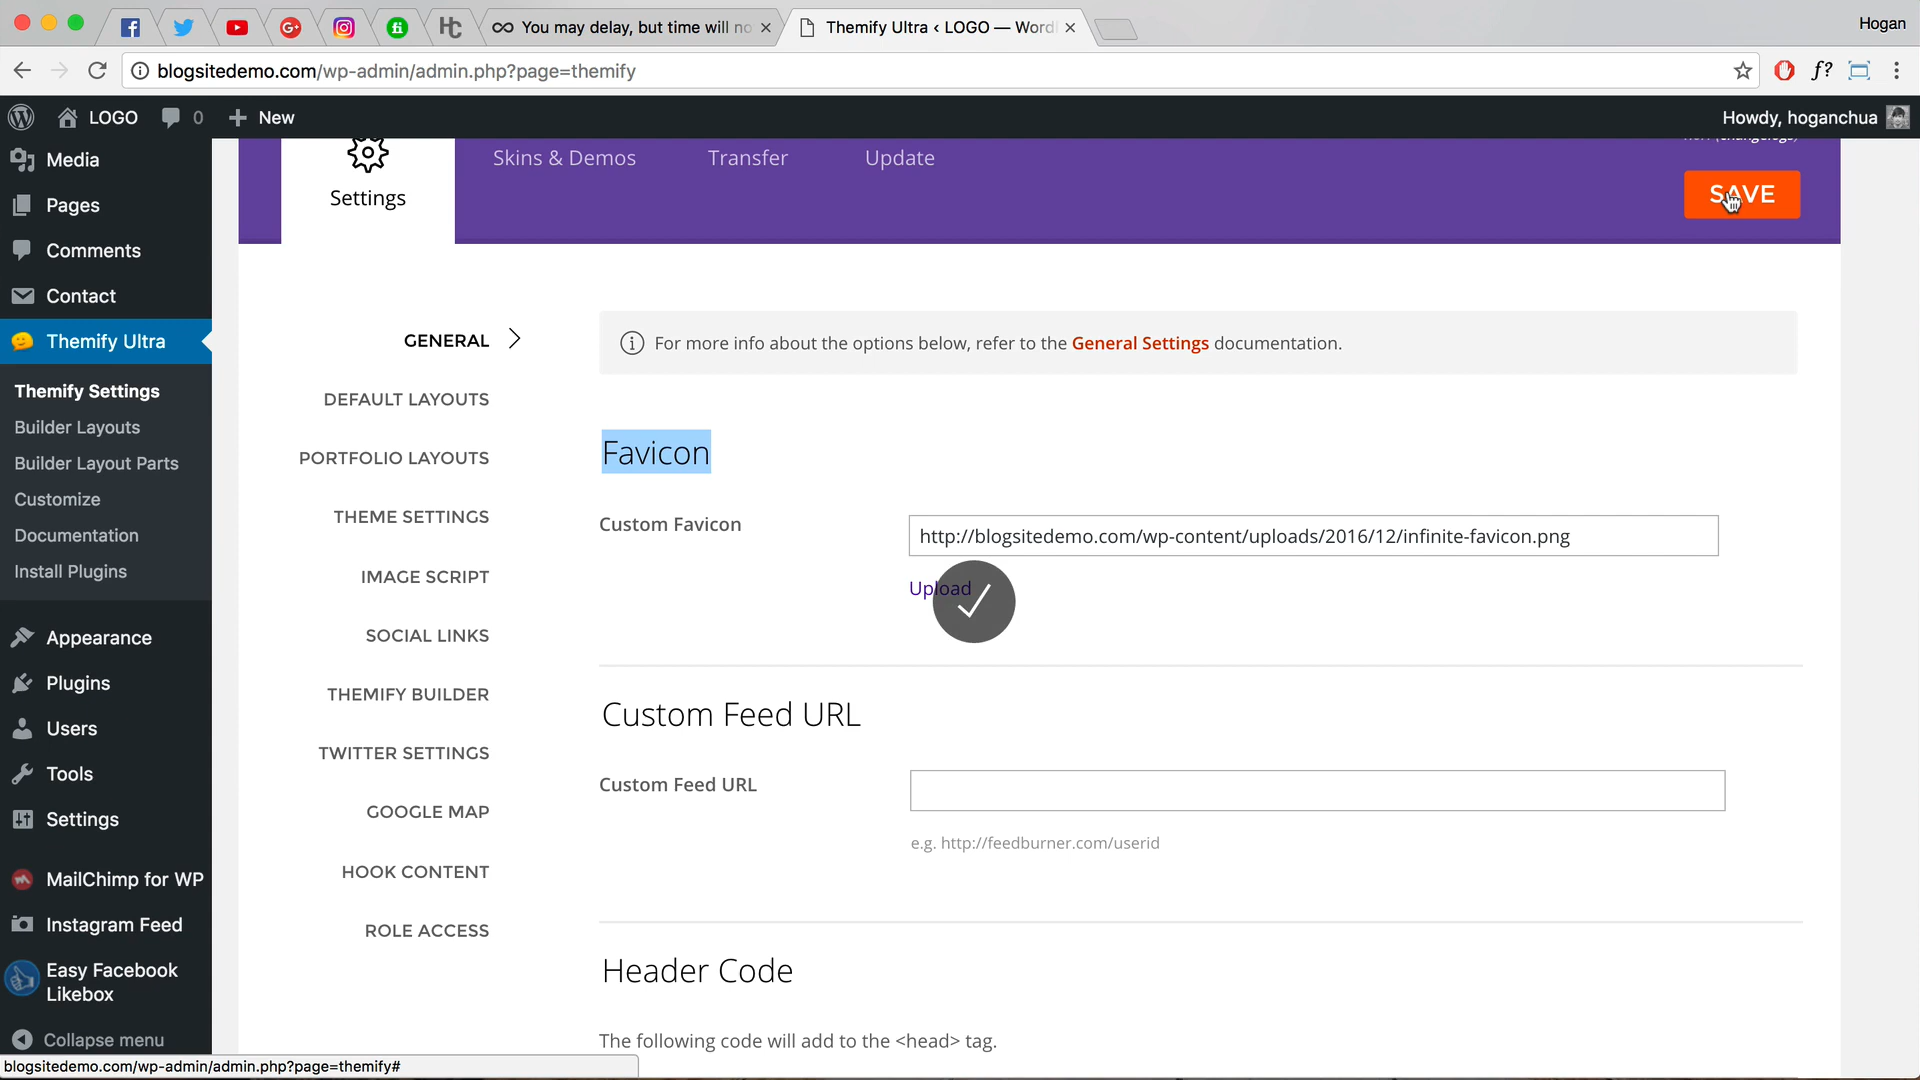 Hogan
You may delay, but time will no
Themify Ultra ‹ LOGO — Word
blogsitedemo.com/wp-admin/admin.php?page=themify
f?
LOGO
0
New
Howdy, hoganchua
Media
Pages
Comments
Contact
Themify Ultra
Themify Settings
Builder Layouts
Builder Layout Parts
Customize
Documentation
Install Plugins
Appearance
Plugins
Users
Tools
Settings
MailChimp for WP
Instagram Feed
Easy Facebook
Likebox
Collapse menu
blogsitedemo.com/wp-admin/admin.php?page=themify#
Settings
Skins & Demos
Transfer
Update
SAVE
GENERAL
DEFAULT LAYOUTS
PORTFOLIO LAYOUTS
THEME SETTINGS
IMAGE SCRIPT
SOCIAL LINKS
THEMIFY BUILDER
TWITTER SETTINGS
GOOGLE MAP
HOOK CONTENT
ROLE ACCESS
For more info about the options below, refer to the General Settings documentation.
Favicon
Custom Favicon
http://blogsitedemo.com/wp-content/uploads/2016/12/infinite-favicon.png
Upload
Custom Feed URL
Custom Feed URL
e.g. http://feedburner.com/userid
Header Code
The following code will add to the <head> tag.